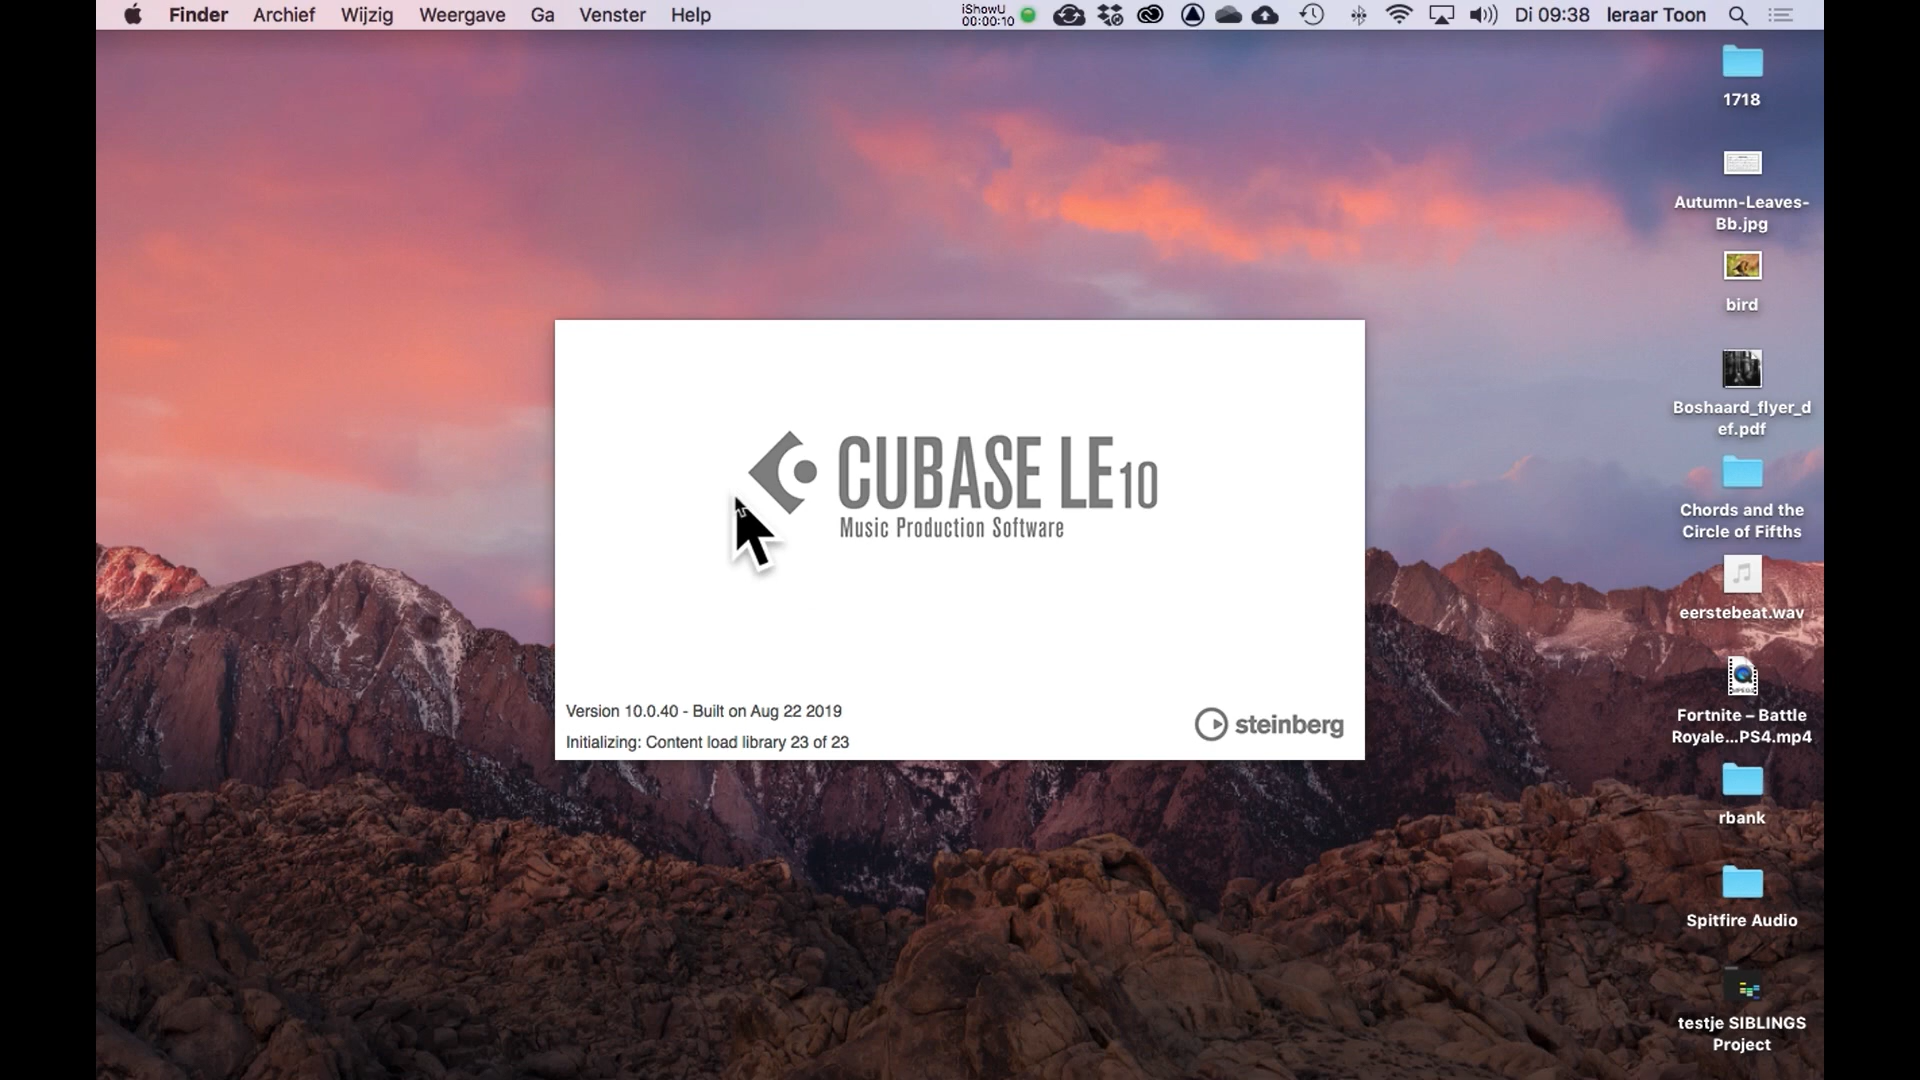 Finder Archief Wijzig Weergave Ga Venster Help iShowU 00:00:10 Di 09:38 leraar Toon
1718
Autumn-Leaves-
Bb.jpg
bird
Boshaard_flyer_d
ef.pdf
Chords and the
Circle of Fifths
eerstebeat.wav
Fortnite – Battle
Royale...PS4.mp4
rbank
Spitfire Audio
testje SIBLINGS
Project
CUBASE LE 10
Music Production Software
Version 10.0.40 - Built on Aug 22 2019
Initializing: Content load library 23 of 23
steinberg